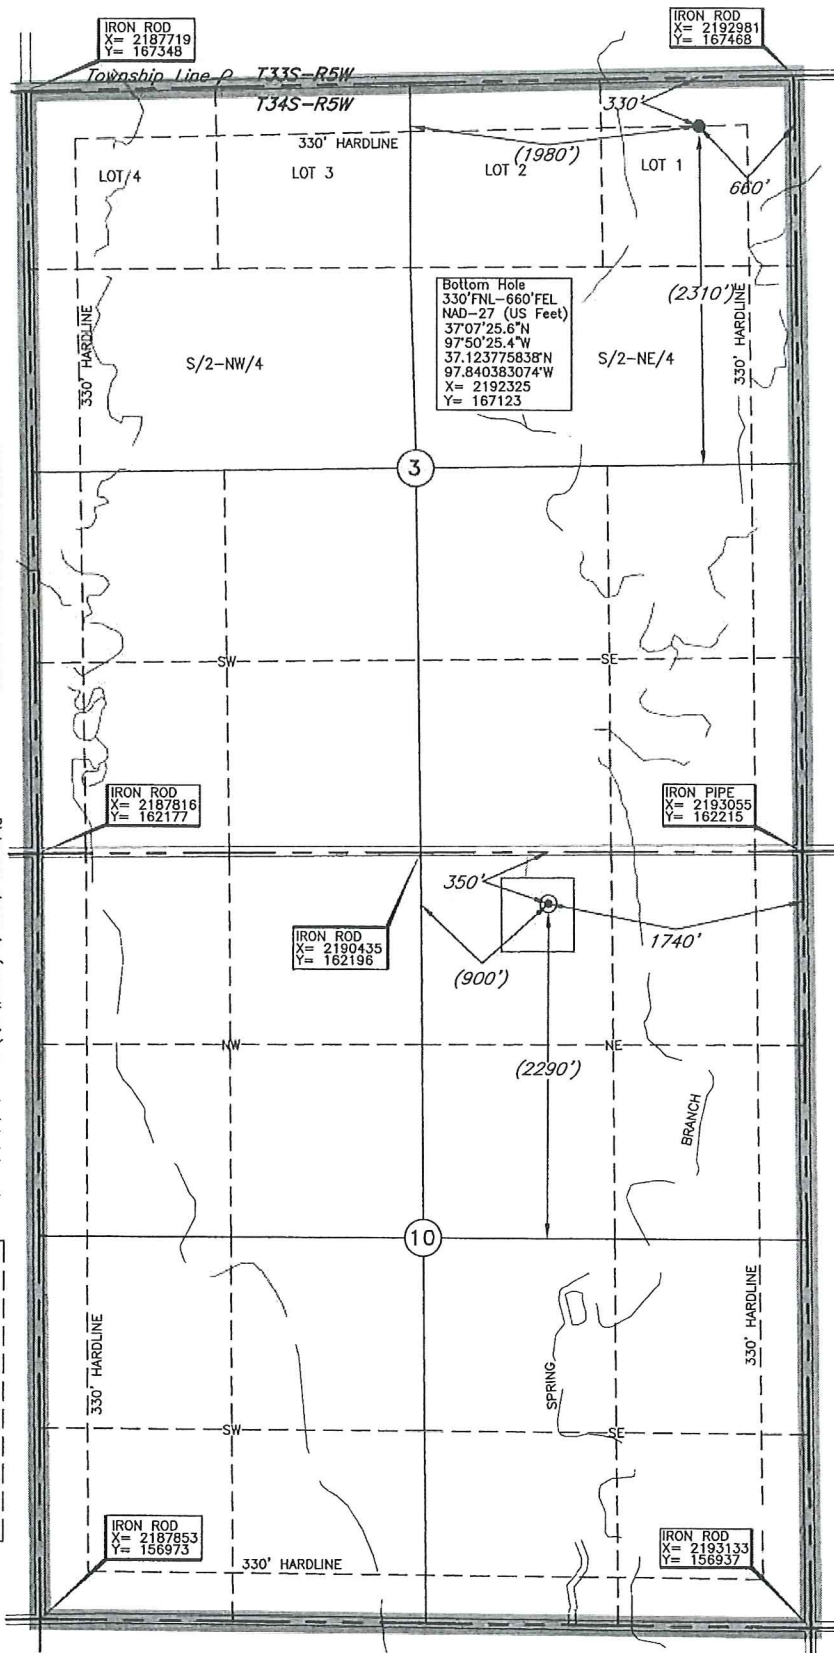 IRON ROD
X= 2187719
Y= 167348
IRON ROD
X= 2192981
Y= 167468
Township Line
T33S-R5W
T34S-R5W
330'
330' HARDLINE
(1980')
LOT 4
LOT 3
LOT 2
LOT 1
660'
Bottom Hole
330'FNL-660'FEL
NAD-27 (US Feet)
37°07'25.6"N
97°50'25.4"W
37.123775838°N
97.840383074°W
X= 2192325
Y= 167123
(2310')
330' HARDLINE
330' HARDLINE
S/2-NW/4
S/2-NE/4
3
SW
SE
IRON ROD
X= 2187816
Y= 162177
IRON PIPE
X= 2193055
Y= 162215
350'
IRON ROD
X= 2190435
Y= 162196
(900')
1740'
NW
(2290')
NE
BRANCH
10
330' HARDLINE
330' HARDLINE
SPRING
SW
SE
IRON ROD
X= 2187853
Y= 156973
330' HARDLINE
IRON ROD
X= 2193133
Y= 156937